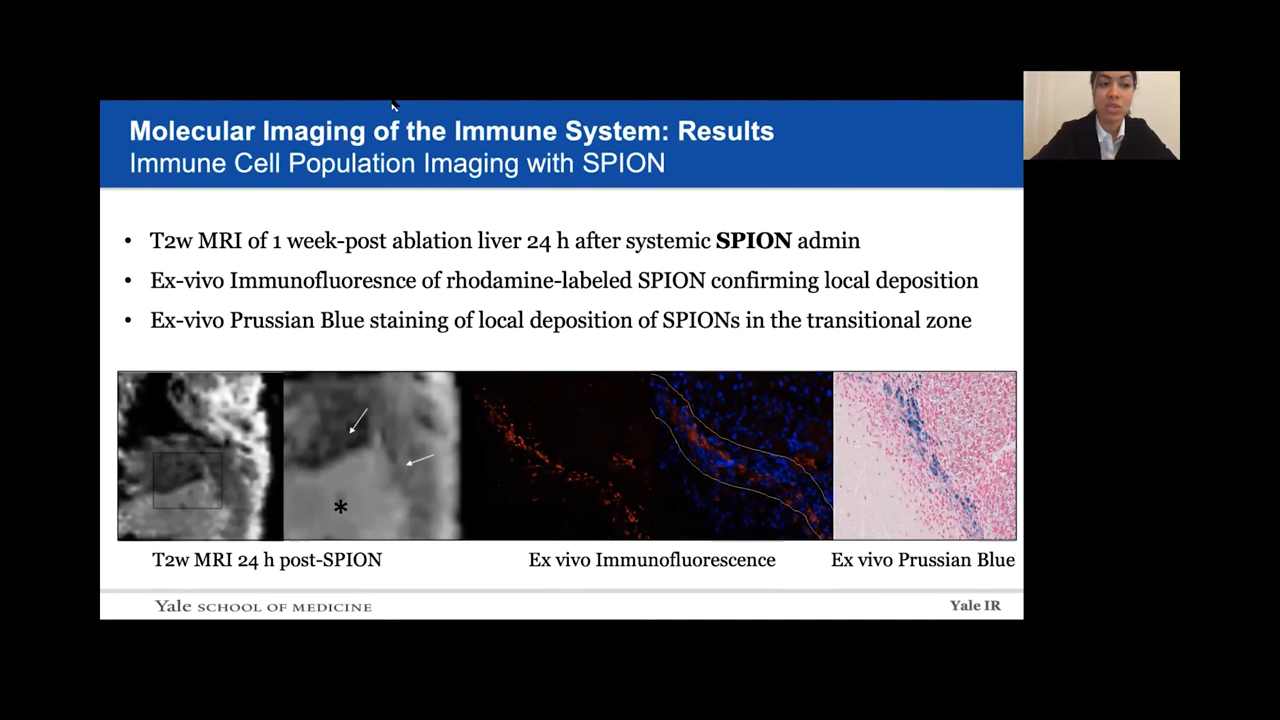 Molecular Imaging of the Immune System: Results
Immune Cell Population Imaging with SPION
• T2w MRI of 1 week-post ablation liver 24 h after systemic SPION admin
• Ex-vivo Immunofluoresnce of rhodamine-labeled SPION confirming local deposition
• Ex-vivo Prussian Blue staining of local deposition of SPIONs in the transitional zone
*
T2w MRI 24 h post-SPION
Ex vivo Immunofluorescence
Ex vivo Prussian Blue
Yale SCHOOL OF MEDICINE
Yale IR